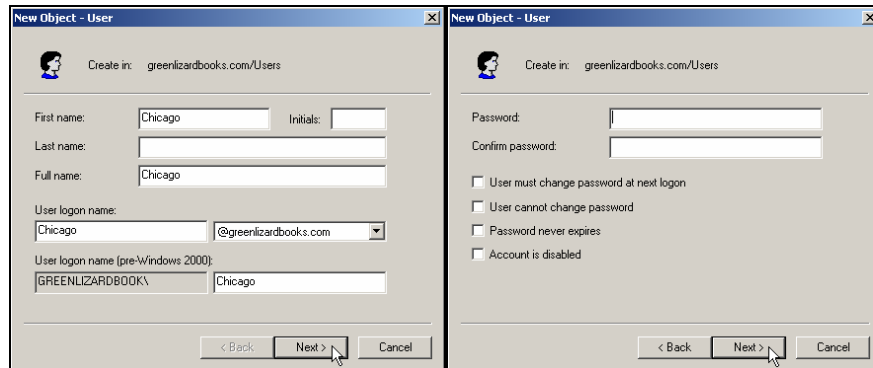 New Object - User
Create in: greenlizardbooks.com/Users
First name: Chicago Initials:
Last name:
Full name: Chicago
User logon name:
Chicago @greenlizardbooks.com
User logon name (pre-Windows 2000):
GREENLIZARDBOOK\ Chicago
< Back Next > Cancel
New Object - User
Create in: greenlizardbooks.com/Users
Password:
Confirm password:
User must change password at next logon
User cannot change password
Password never expires
Account is disabled
< Back Next > Cancel